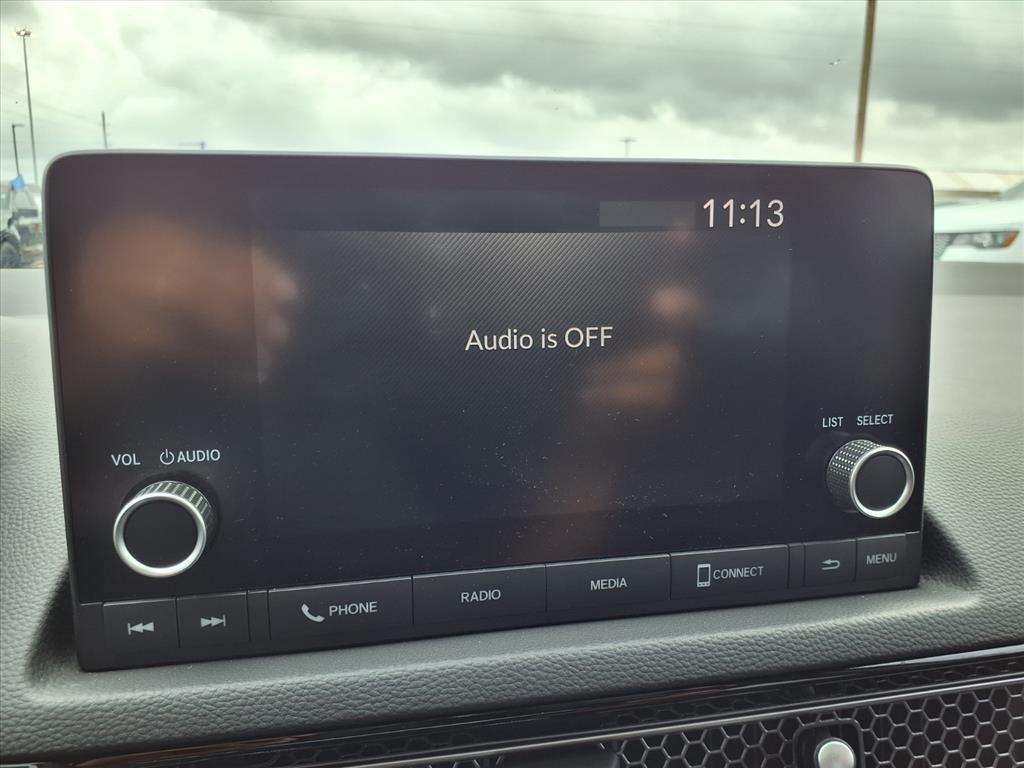 11:13
Audio is OFF
LIST SELECT
VOL AUDIO
PHONE RADIO MEDIA CONNECT MENU